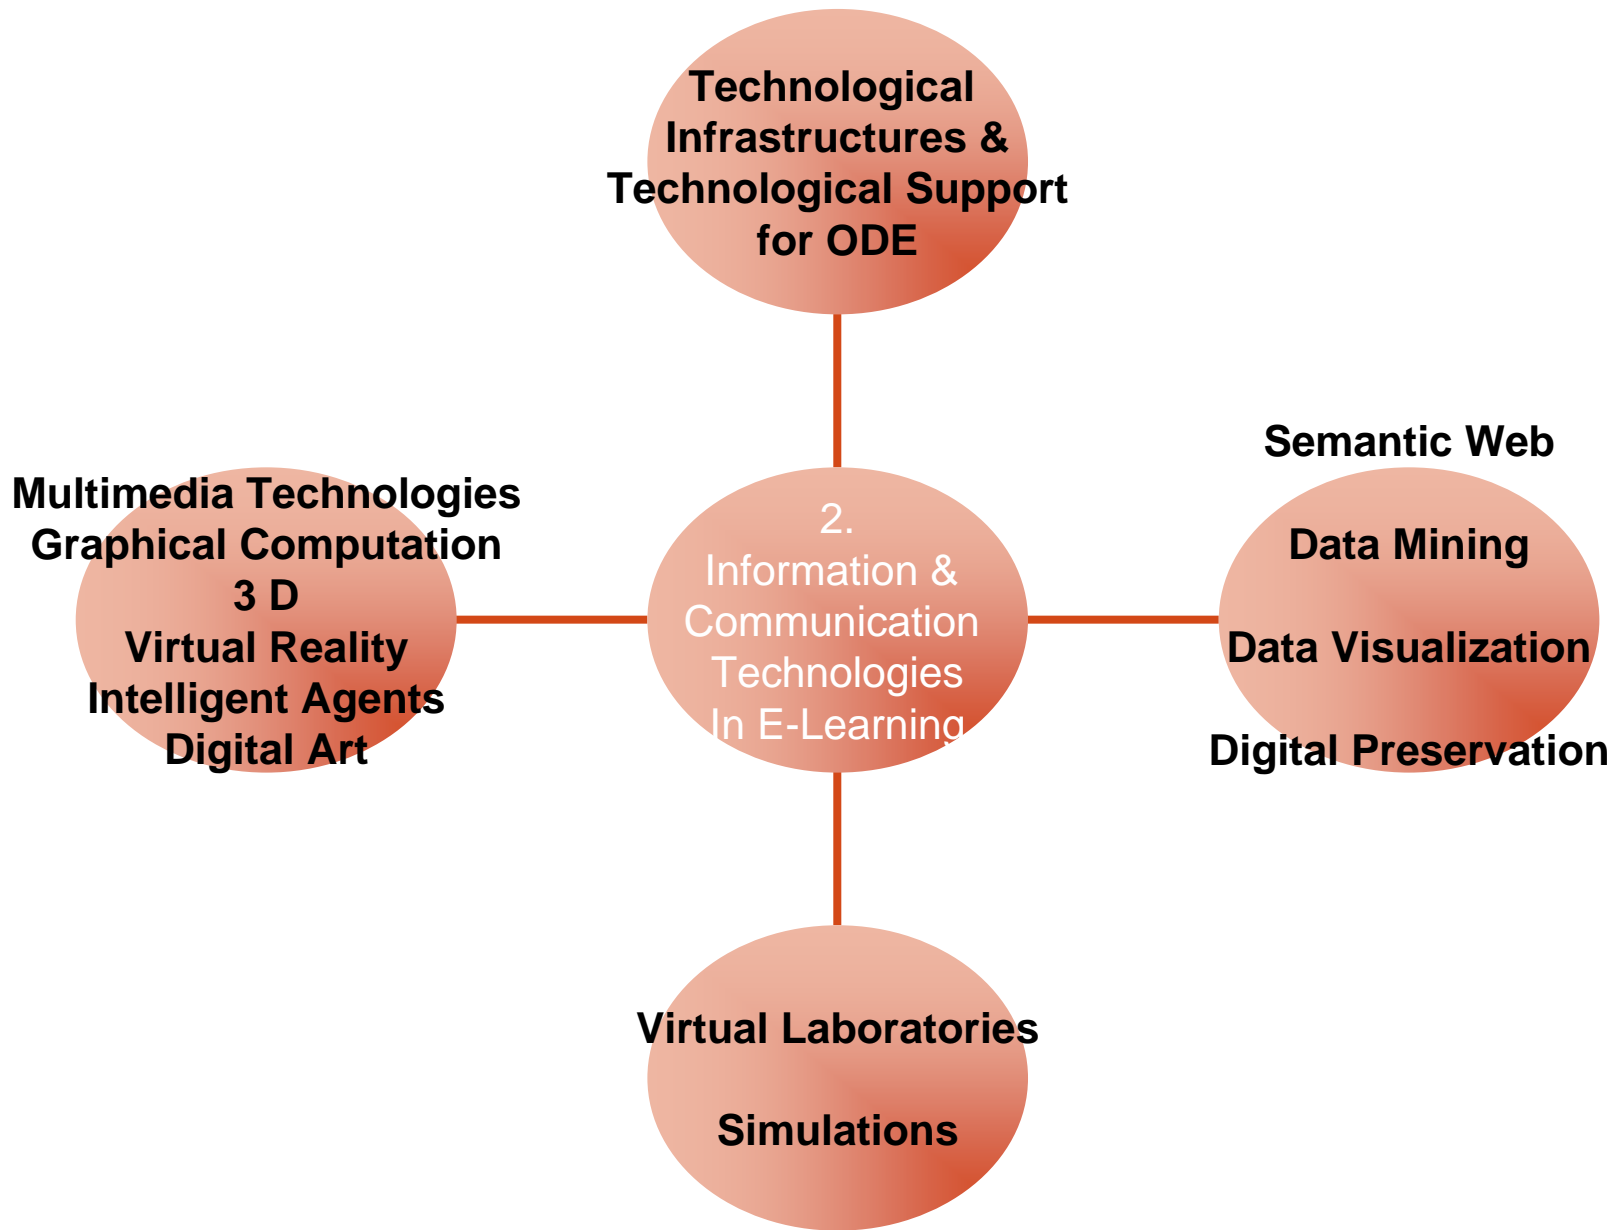 Technological
Infrastructures &
Technological Support
for ODE
Multimedia Technologies
Graphical Computation
3 D
Virtual Reality
Intelligent Agents
Digital Art
2.
Information &
Communication
Technologies
In E-Learning
Semantic Web
Data Mining
Data Visualization
Digital Preservation
Virtual Laboratories
Simulations